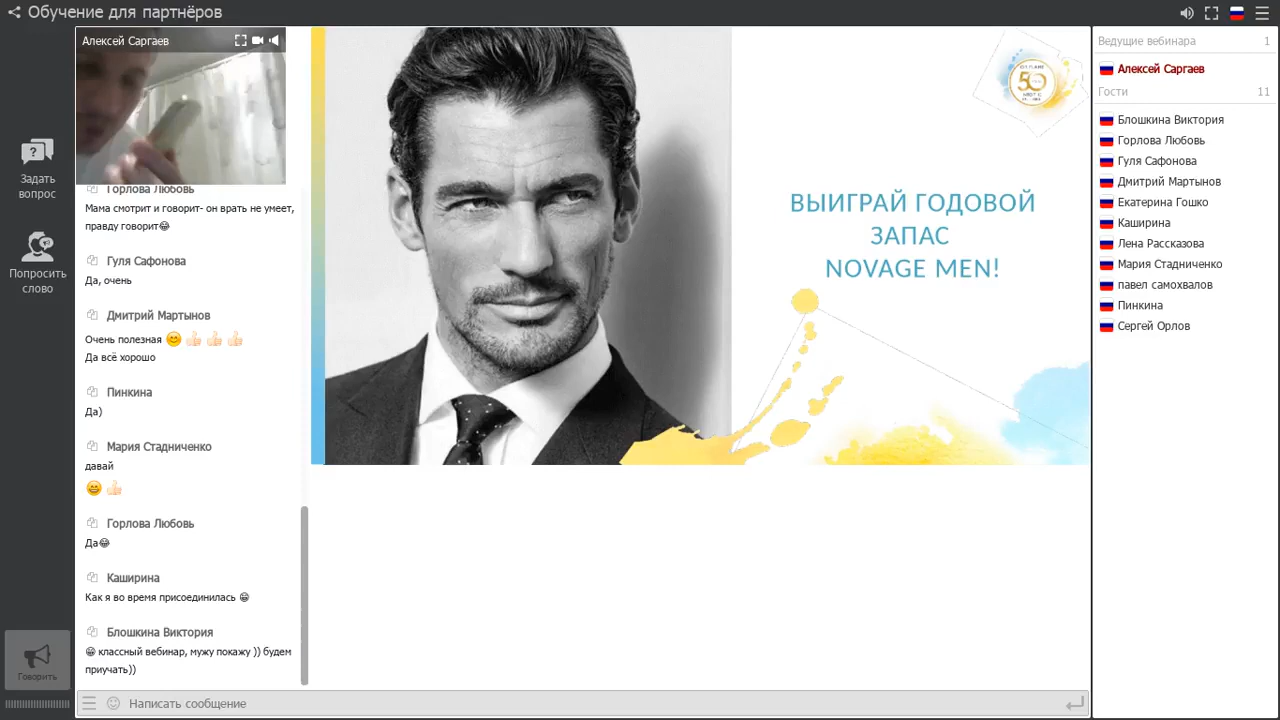 Обучение для партнёров
Алексей Саргаев
Задать
вопрос
Попросить
слово
Говорить
Горлова Любовь
Мама смотрит и говорит- он врать не умеет,
правду говорит😂
Гуля Сафонова
Да, очень
Дмитрий Мартынов
Очень полезная 😊 👍 👍 👍
Да всё хорошо
Пинкина
Да)
Мария Стадниченко
давай
😄 👍
Горлова Любовь
Да😂
Каширина
Как я во время присоединилась 😁
Блошкина Виктория
😁 классный вебинар, мужу покажу )) будем
приучать))
Написать сообщение
50
ВЫИГРАЙ ГОДОВОЙ
ЗАПАС
NOVAGE MEN!
Ведущие вебинара 1
Алексей Саргаев
Гости 11
Блошкина Виктория
Горлова Любовь
Гуля Сафонова
Дмитрий Мартынов
Екатерина Гошко
Каширина
Лена Рассказова
Мария Стадниченко
павел самохвалов
Пинкина
Сергей Орлов